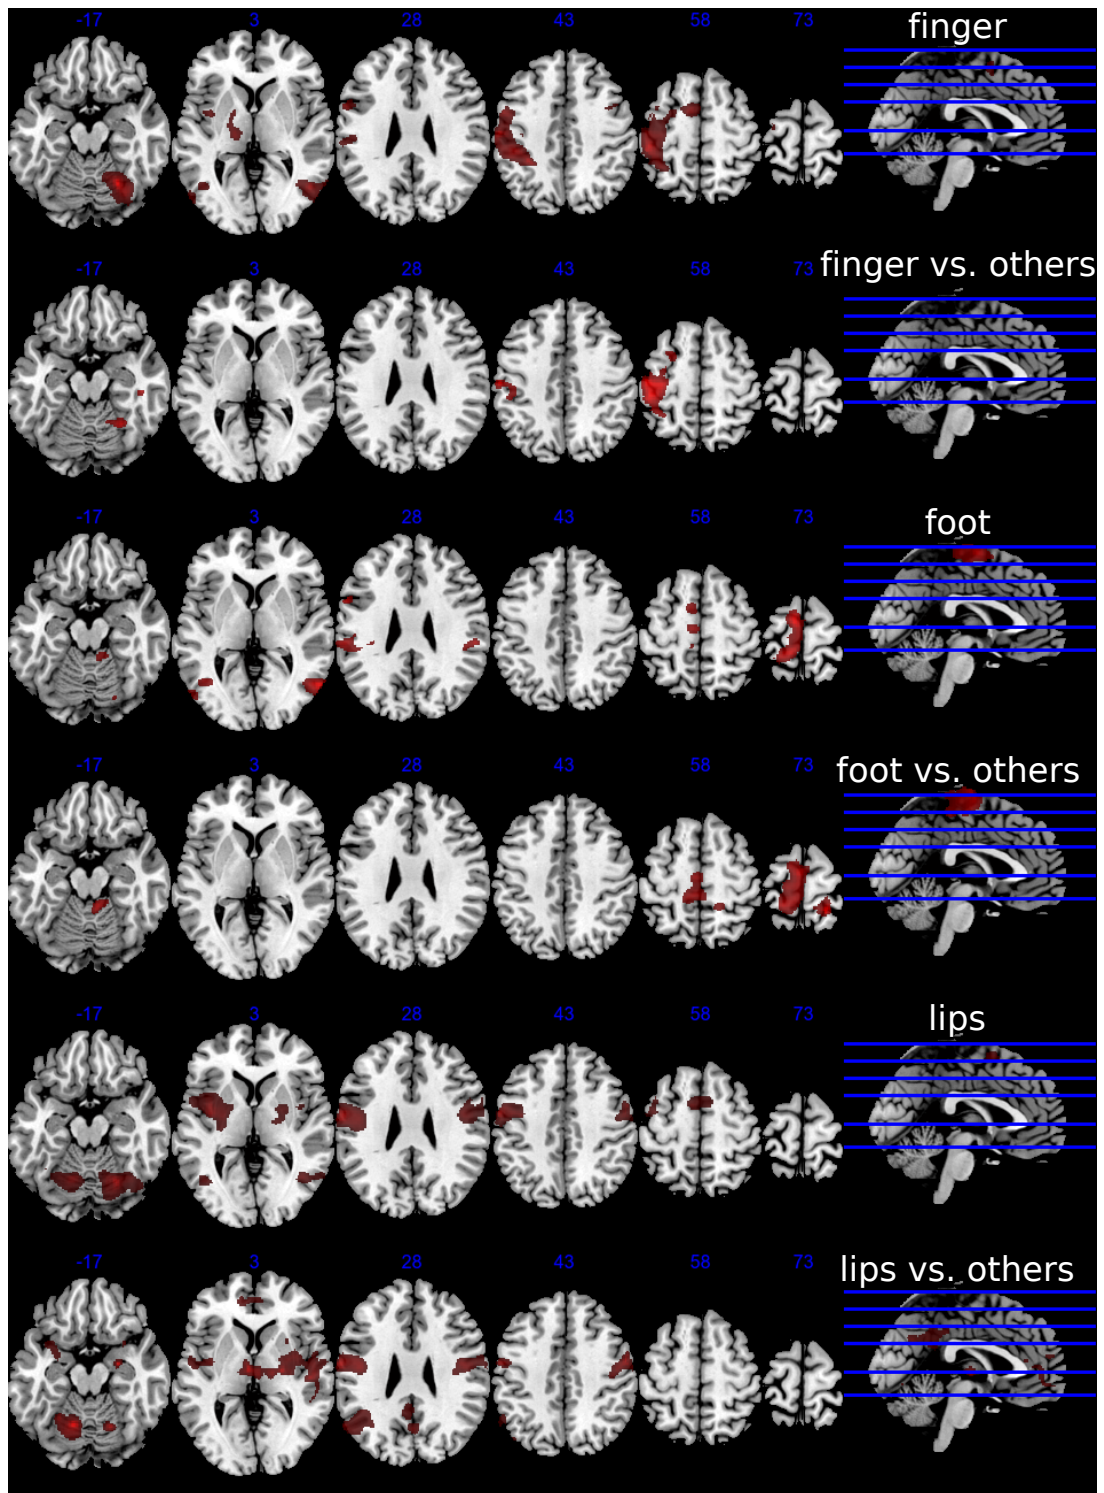 -17 3 28 43 58 73 finger
-17 3 28 43 58 73 finger vs. others
-17 3 28 43 58 73 foot
-17 3 28 43 58 73 foot vs. others
-17 3 28 43 58 73 lips
-17 3 28 43 58 73 lips vs. others